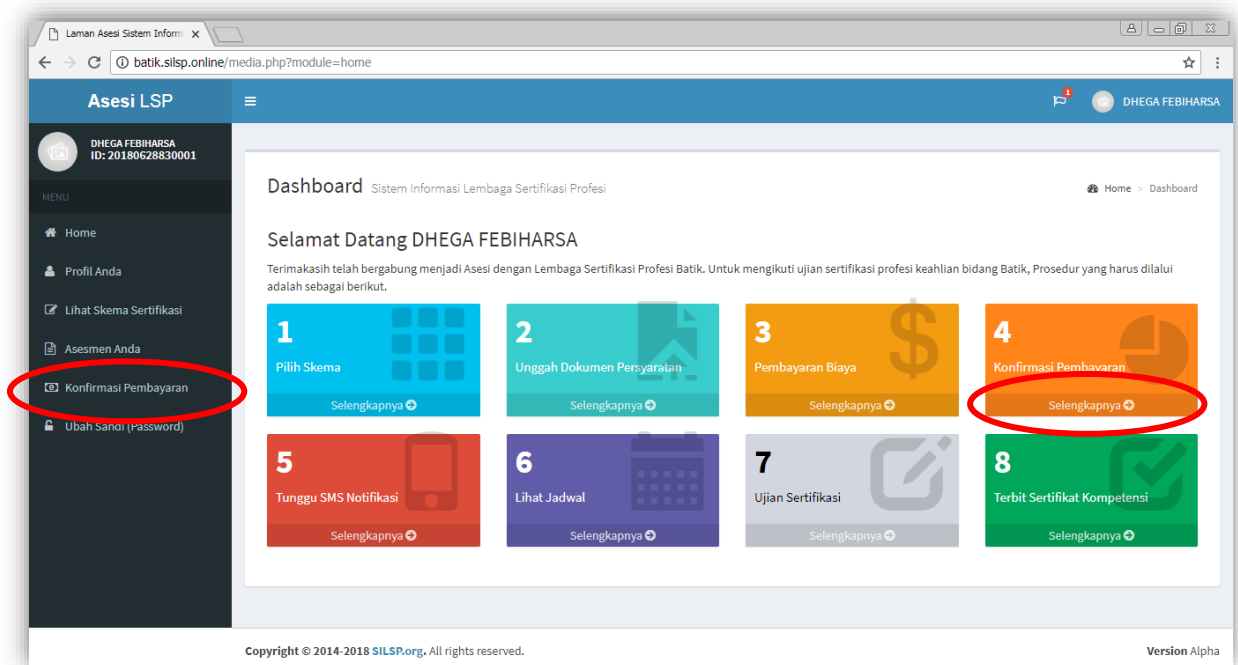 Laman Asesi Sistem Inform
batik.silsp.online/media.php?module=home
Asesi LSP
1
DHEGA FEBIHARSA
DHEGA FEBIHARSA
ID: 20180628830001
MENU
Home
Profil Anda
Lihat Skema Sertifikasi
Asesmen Anda
Konfirmasi Pembayaran
Ubah Sandi (Password)
Dashboard Sistem Informasi Lembaga Sertifikasi Profesi
Home > Dashboard
Selamat Datang DHEGA FEBIHARSA
Terimakasih telah bergabung menjadi Asesi dengan Lembaga Sertifikasi Profesi Batik. Untuk mengikuti ujian sertifikasi profesi keahlian bidang Batik, Prosedur yang harus dilalui
adalah sebagai berikut.
1
Pilih Skema
Selengkapnya
2
Unggah Dokumen Persyaratan
Selengkapnya
3
Pembayaran Biaya
Selengkapnya
4
Konfirmasi Pembayaran
Selengkapnya
5
Tunggu SMS Notifikasi
Selengkapnya
6
Lihat Jadwal
Selengkapnya
7
Ujian Sertifikasi
Selengkapnya
8
Terbit Sertifikat Kompetensi
Selengkapnya
Copyright © 2014-2018 SILSP.org. All rights reserved.
Version Alpha